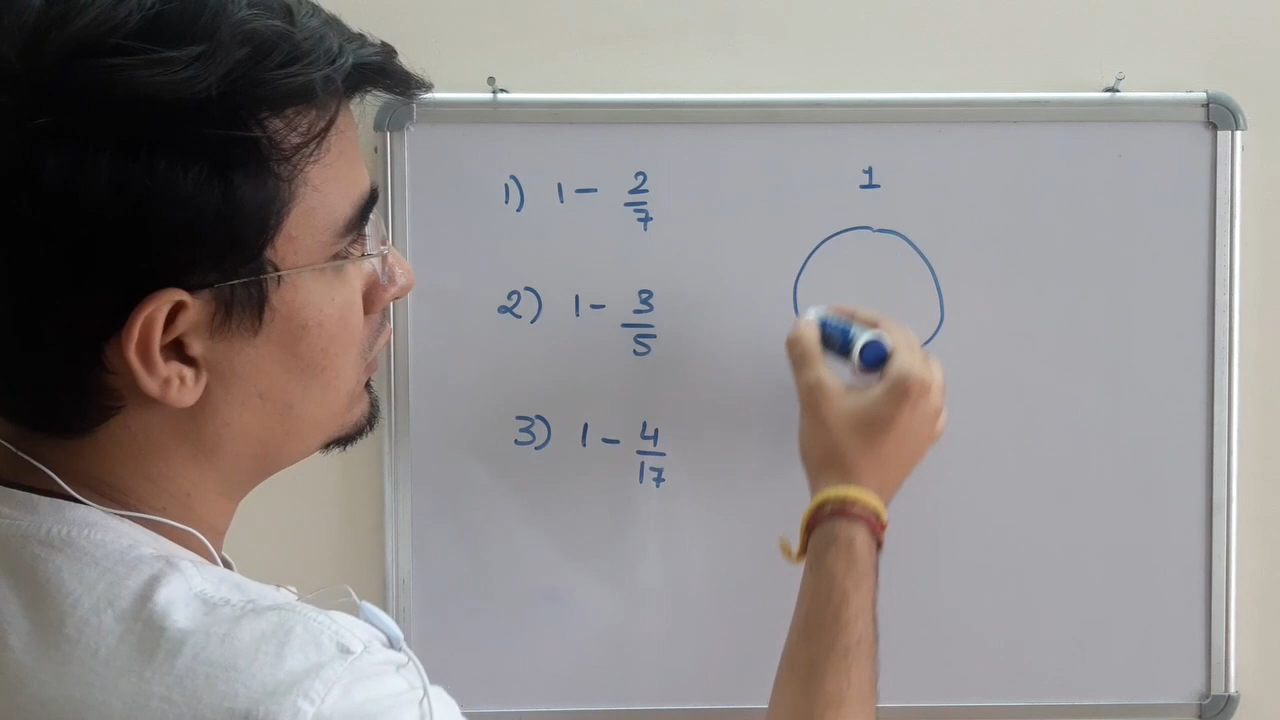 1) 1 - 2/7
2) 1 - 3/5
3) 1 - 4/17
1